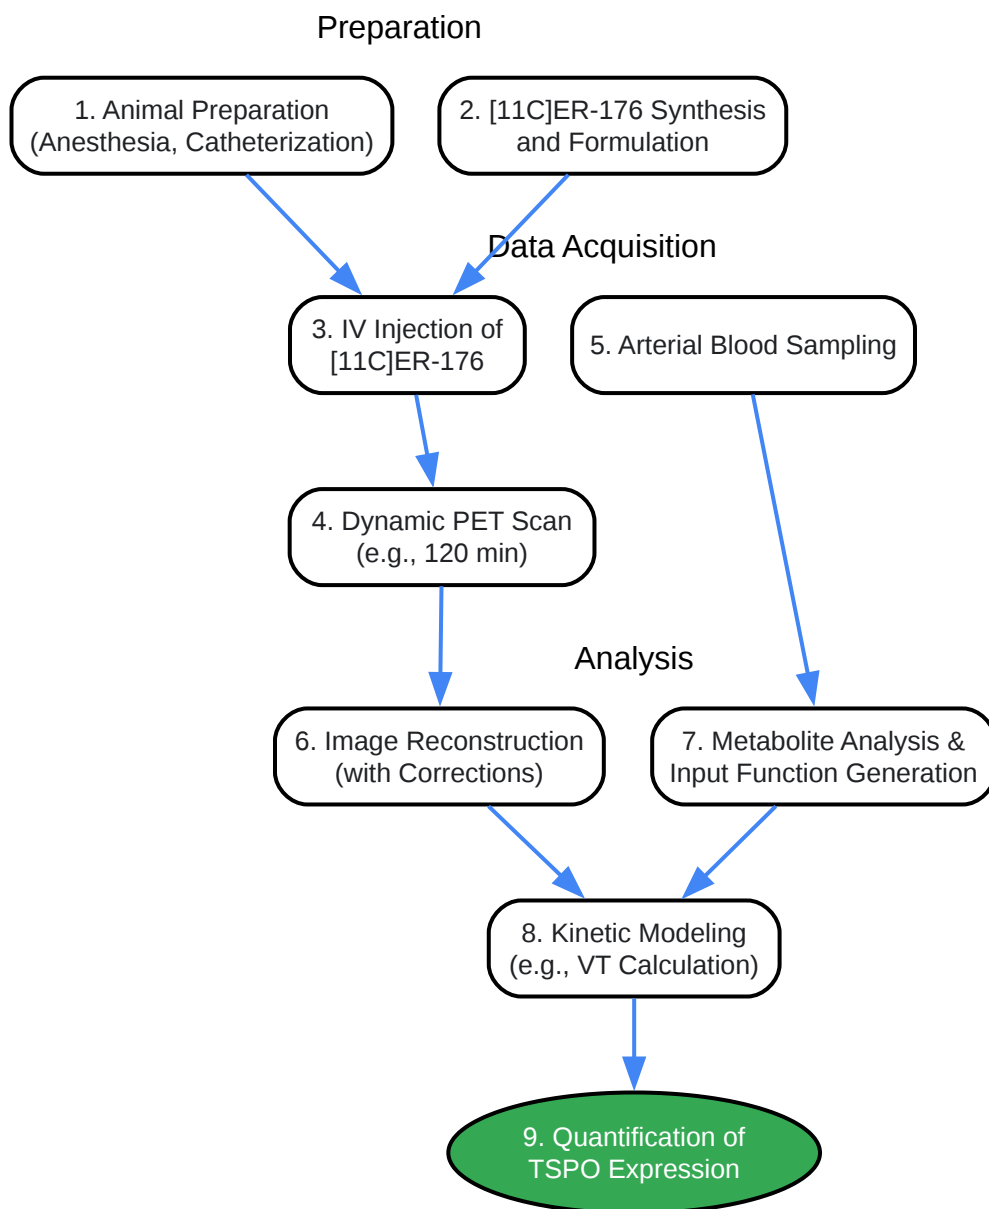 Preparation
1. Animal Preparation
(Anesthesia, Catheterization)
2. [11C]ER-176 Synthesis
and Formulation
Data Acquisition
3. IV Injection of
[11C]ER-176
5. Arterial Blood Sampling
4. Dynamic PET Scan
(e.g., 120 min)
Analysis
6. Image Reconstruction
(with Corrections)
7. Metabolite Analysis &
Input Function Generation
8. Kinetic Modeling
(e.g., VT Calculation)
9. Quantification of
TSPO Expression